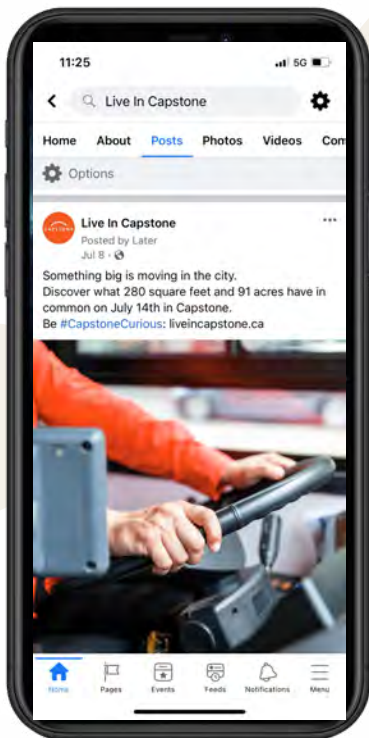 11:25
5G
Live In Capstone
Home About Posts Photos Videos Com
Options
CAPSTONE
Live In Capstone
Posted by Later
Jul 8 ·
Something big is moving in the city.
Discover what 280 square feet and 91 acres have in
common on July 14th in Capstone.
Be #CapstoneCurious: liveincapstone.ca
Home Pages Events Feeds Notifications Menu